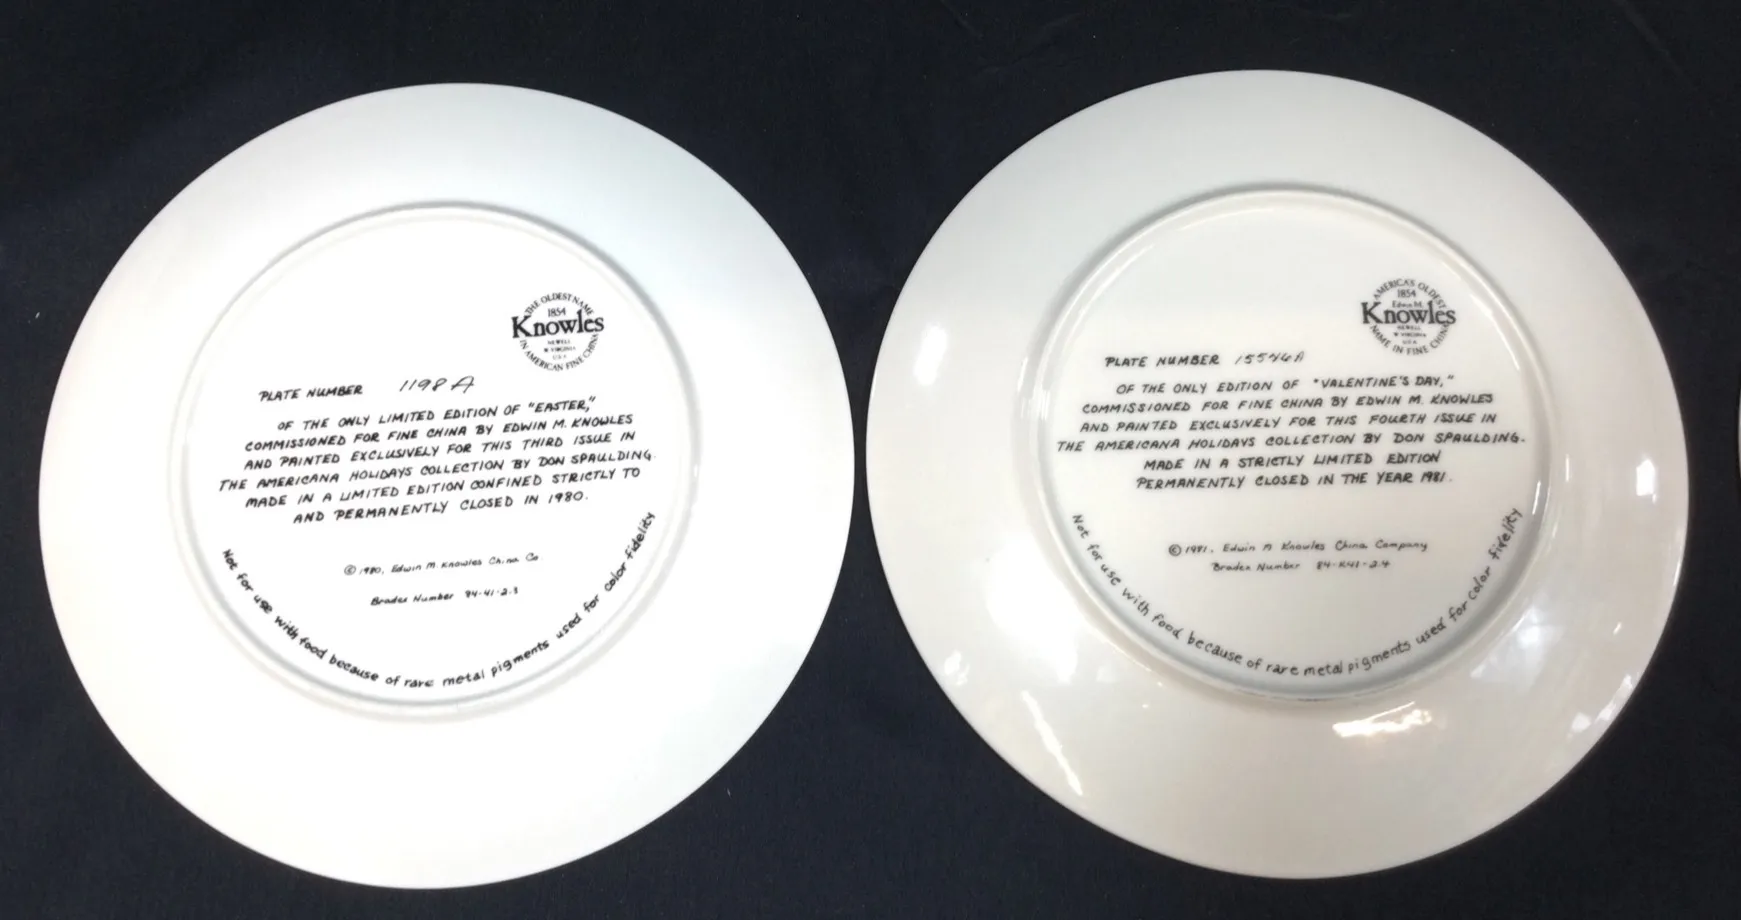 THE OLDEST NAME
1854
Knowles
NEWELL
W VIRGINIA
USA
IN AMERICAN FINE CHINA
PLATE NUMBER 1198A
OF THE ONLY LIMITED EDITION OF "EASTER,"
COMMISSIONED FOR FINE CHINA BY EDWIN M. KNOWLES
AND PAINTED EXCLUSIVELY FOR THIS THIRD ISSUE IN
THE AMERICANA HOLIDAYS COLLECTION BY DON SPAULDING.
MADE IN A LIMITED EDITION CONFINED STRICTLY TO
AND PERMANENTLY CLOSED IN 1980.
© 1980, Edwin M. Knowles China Co.
Bradex Number 84-41-2.3
Not for use with food because of rare metal pigments used for color fidelity
AMERICA'S OLDEST
1854
Edwin M.
Knowles
NEWELL
W VIRGINIA
USA
NAME IN FINE CHINA
PLATE NUMBER 15546A
OF THE ONLY EDITION OF "VALENTINE'S DAY,"
COMMISSIONED FOR FINE CHINA BY EDWIN M. KNOWLES
AND PAINTED EXCLUSIVELY FOR THIS FOURTH ISSUE IN
THE AMERICANA HOLIDAYS COLLECTION BY DON SPAULDING.
MADE IN A STRICTLY LIMITED EDITION
PERMANENTLY CLOSED IN THE YEAR 1981.
© 1981, Edwin M Knowles China Company
Bradex Number 84-K41-2.4
Not for use with food because of rare metal pigments used for color fidelity